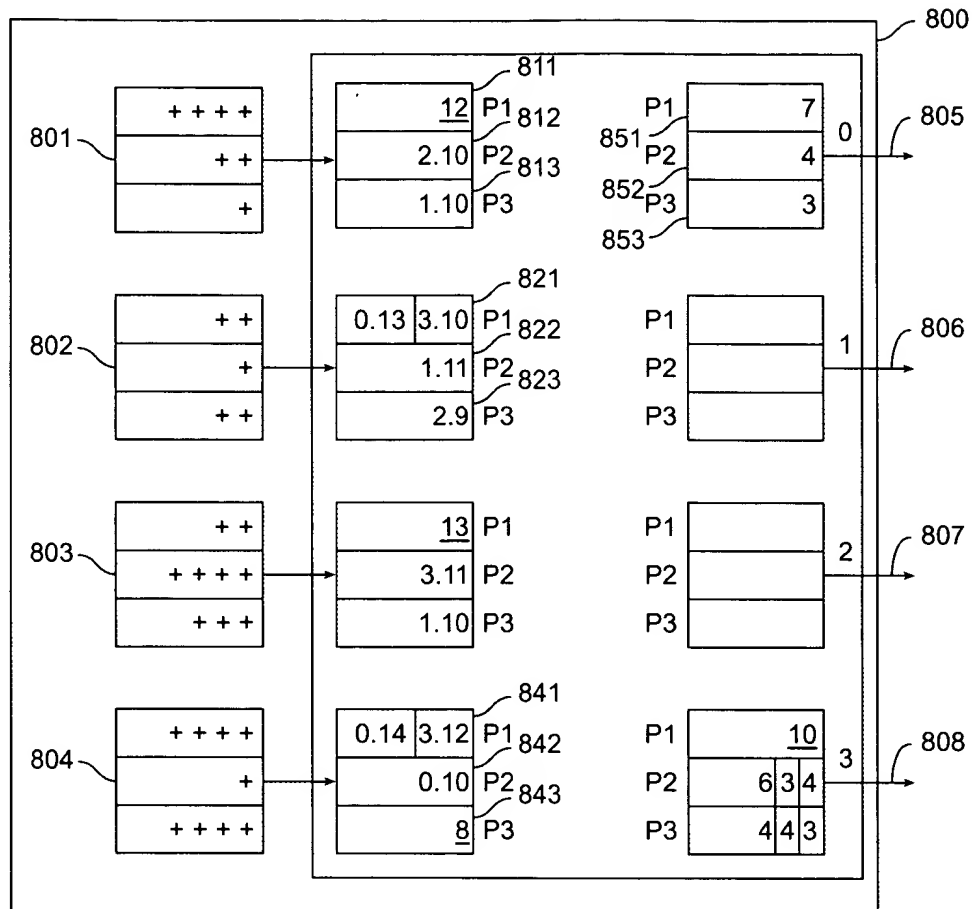 800
811
+ + + +
12 P1
P1 7
801
812
851
0
805
+ +
2.10 P2
P2 4
813
852
+
1.10 P3
P3 3
853
821
+ +
0.13 3.10 P1
P1
802
822
1
806
+
1.11 P2
P2
823
+ +
2.9 P3
P3
+ +
13 P1
P1
803
2
807
+ + + +
3.11 P2
P2
+ + +
1.10 P3
P3
841
+ + + +
0.14 3.12 P1
P1 10
804
842
3
808
+
0.10 P2
P2 6 3 4
843
+ + + +
8 P3
P3 4 4 3